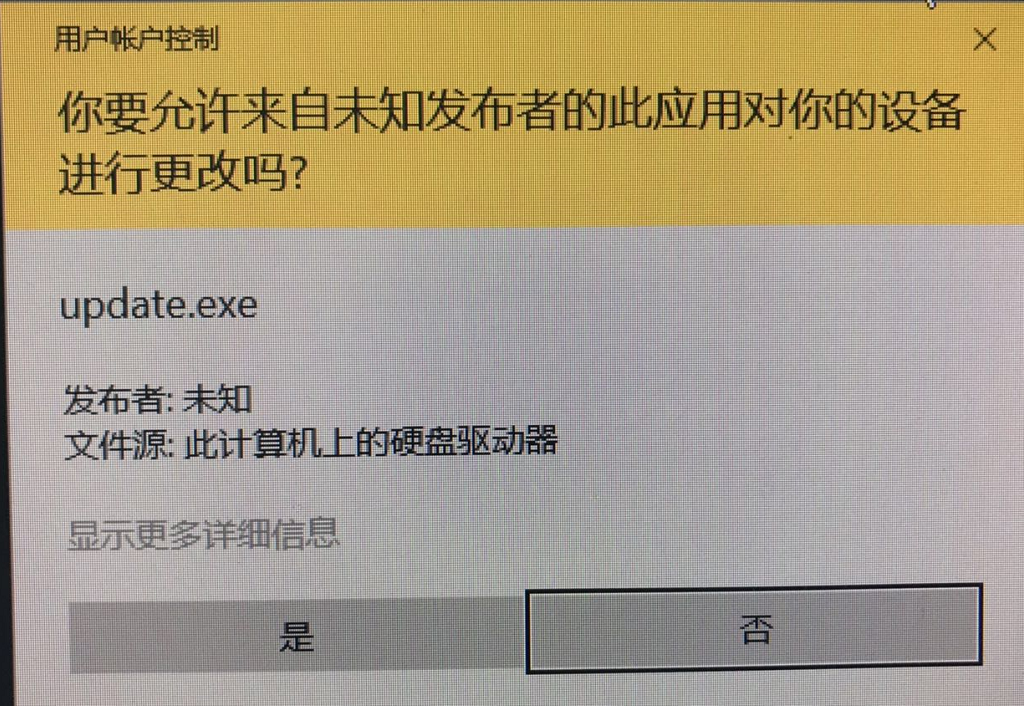 用户帐户控制
你要允许来自未知发布者的此应用对你的设备
进行更改吗?
update.exe
发布者: 未知
文件源: 此计算机上的硬盘驱动器
显示更多详细信息
是
否